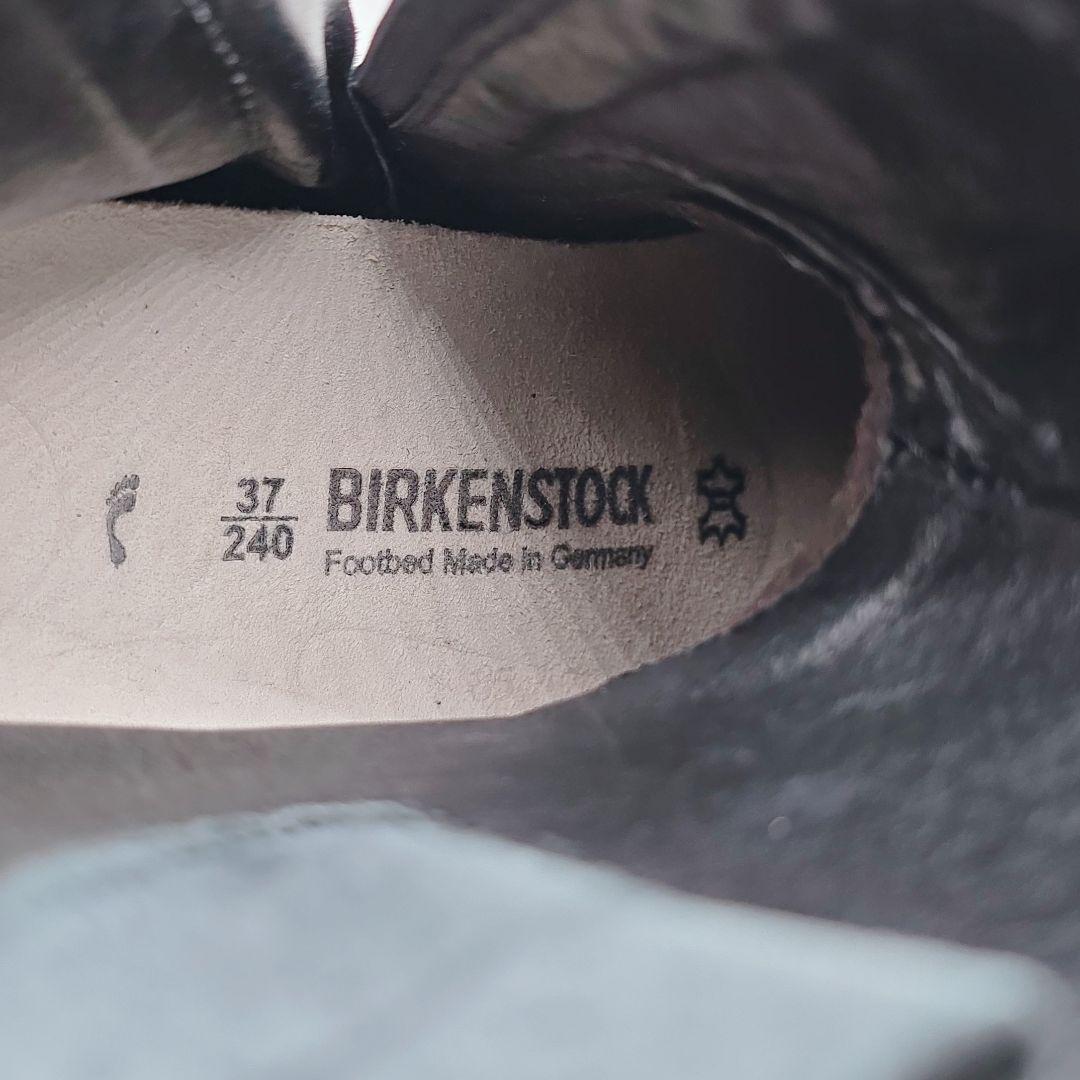 37
240
BIRKENSTOCK
Footbed Made in Germany